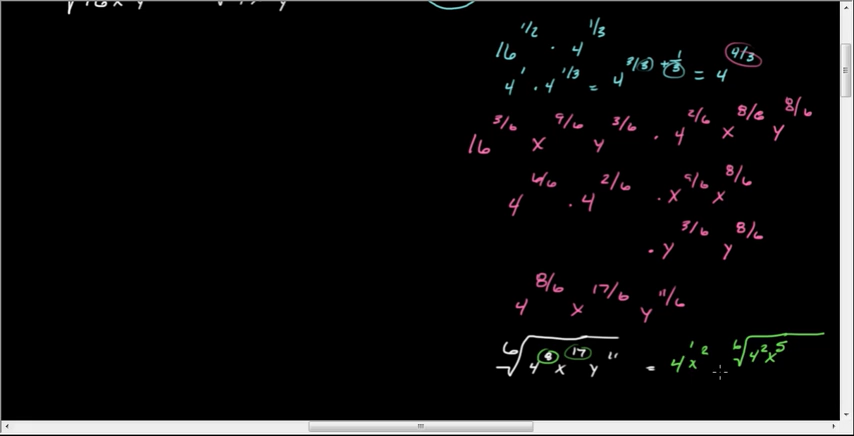 16^{1/2} · 4^{1/3}
4^{1} · 4^{1/3} = 4^{3/3 + 1/3} = 4^{4/3}
16^{3/6} x^{9/6} y^{3/6} · 4^{2/6} x^{8/6} y^{8/6}
4^{6/6} · 4^{2/6} · x^{9/6} x^{8/6}
· y^{3/6} y^{8/6}
4^{8/6} x^{17/6} y^{11/6}
\sqrt[6]{4^{8} x^{17} y^{11}} = 4^{1} x^{2} \sqrt[6]{4^{2} x^{5}}